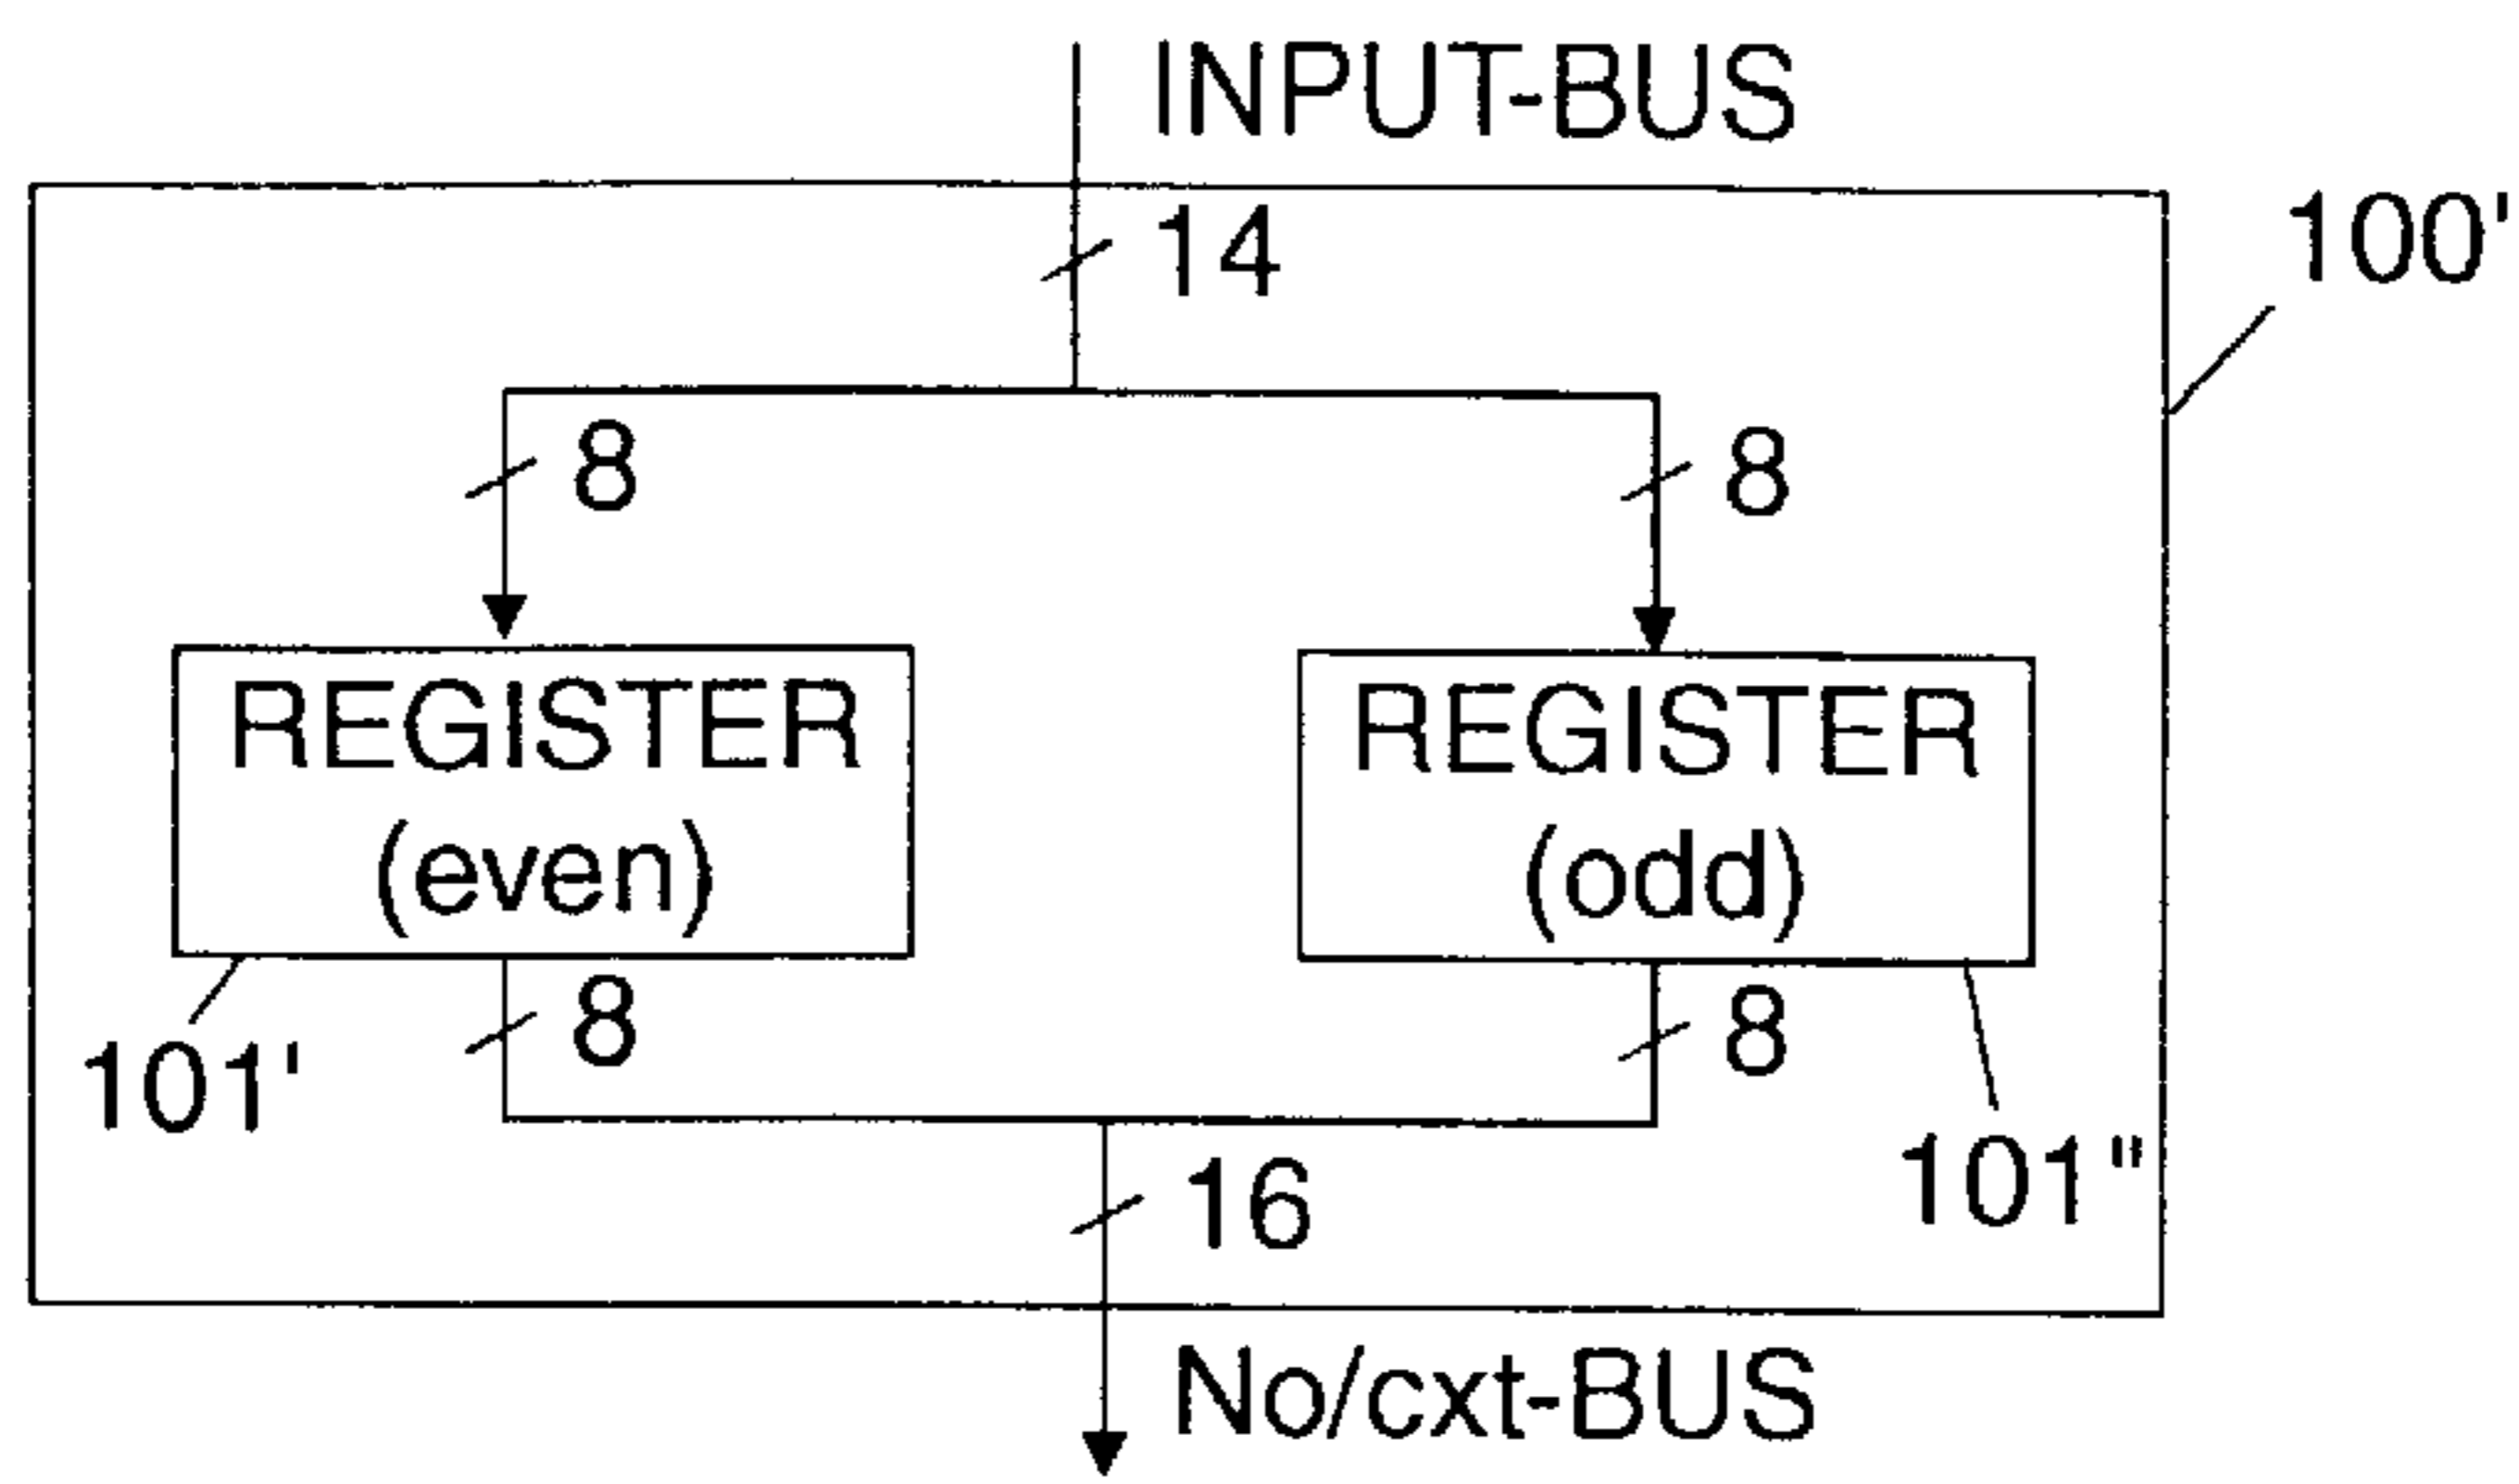 INPUT-BUS
100'
14
8
8
REGISTER
(even)
REGISTER
(odd)
8
8
101'
101"
16
No/cxt-BUS